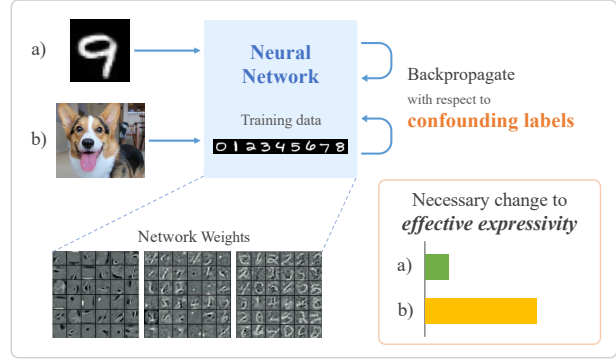 a)
b)
Neural
Network
Training data
0 1 2 3 4 5 6 7 8
Backpropagate
with respect to
confounding labels
Network Weights
Necessary change to
effective expressivity
a)
b)